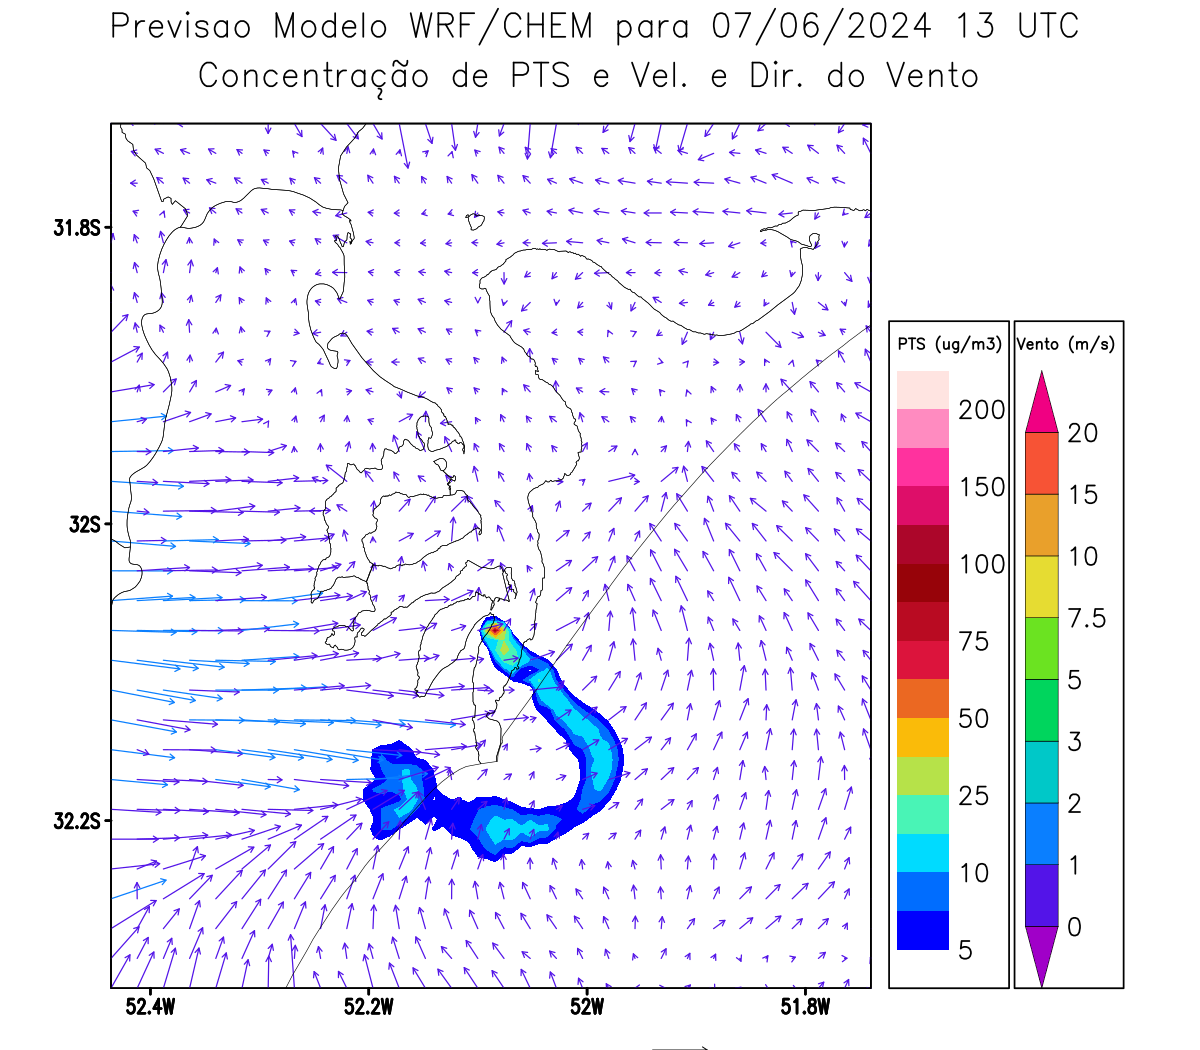 Previsao Modelo WRF/CHEM para 07/06/2024 13 UTC
Concentração de PTS e Vel. e Dir. do Vento
31.8S
32S
32.2S
52.4W
52.2W
52W
51.8W
PTS (ug/m3)
200
150
100
75
50
25
10
5
Vento (m/s)
20
15
10
7.5
5
3
2
1
0